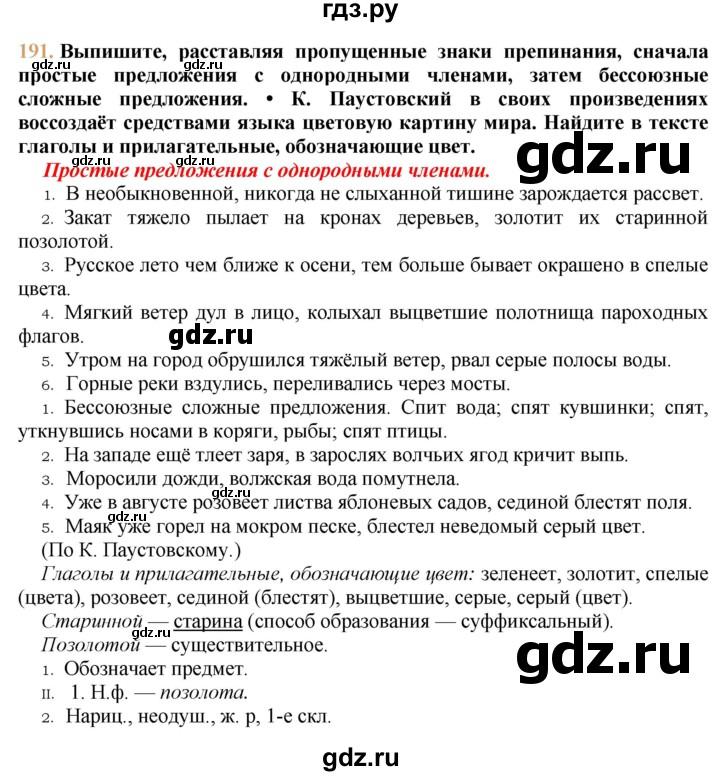 гдз.ру
191. Выпишите, расставляя пропущенные знаки препинания, сначала
простые предложения с однородными членами, затем бессоюзные
сложные предложения. • К. Паустовский в своих произведениях
воссоздаёт средствами языка цветовую картину мира. Найдите в тексте
глаголы и прилагательные, обозначающие цвет.
gdz.ru
Простые предложения с однородными членами.
gdz.ru
1. В необыкновенной, никогда не слыханной тишине зарождается рассвет.
2. Закат тяжело пылает на кронах деревьев, золотит их старинной
позолотой.
3. Русское лето чем ближе к осени, тем больше бывает окрашено в спелые
цвета.
4. Мягкий ветер дул в лицо, колыхал выцветшие полотнища пароходных
флагов.
gdz.ru
gdz.ru
5. Утром на город обрушился тяжёлый ветер, рвал серые полосы воды.
6. Горные реки вздулись, переливались через мосты.
1. Бессоюзные сложные предложения. Спит вода; спят кувшинки; спят,
уткнувшись носами в коряги, рыбы; спят птицы.
2. На западе ещё тлеет заря, в зарослях волчьих ягод кричит выпь.
3. Моросили дожди, волжская вода помутнела.
gdz.ru
4. Уже в августе розовеет листва яблоневых садов, сединой блестят поля.
gdz.ru
5. Маяк уже горел на мокром песке, блестел неведомый серый цвет.
(По К. Паустовскому.)
Глаголы и прилагательные, обозначающие цвет: зеленеет, золотит, спелые
(цвета), розовеет, сединой (блестят), выцветшие, серые, серый (цвет).
Старинной — старина (способ образования — суффиксальный).
gdz.ru
Позолотой — существительное.
1. Обозначает предмет.
gdz.ru
II. 1. Н.ф. — позолота.
2. Нариц., неодуш., ж. р, 1-е скл.
gdz.ru